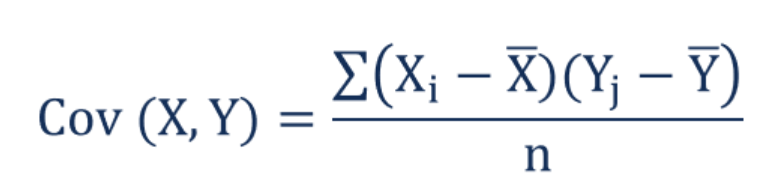 Cov (X, Y) = ∑(Xᵢ − X̅)(Yⱼ − Y̅) / n